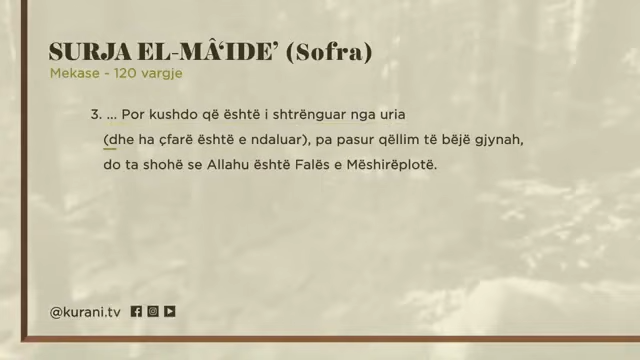 SURJA EL-MÂ‘IDE’ (Sofra)
Mekase - 120 vargje
3. ... Por kushdo që është i shtrënguar nga uria
(dhe ha çfarë është e ndaluar), pa pasur qëllim të bëjë gjynah,
do ta shohë se Allahu është Falës e Mëshirëplotë.
@kurani.tv